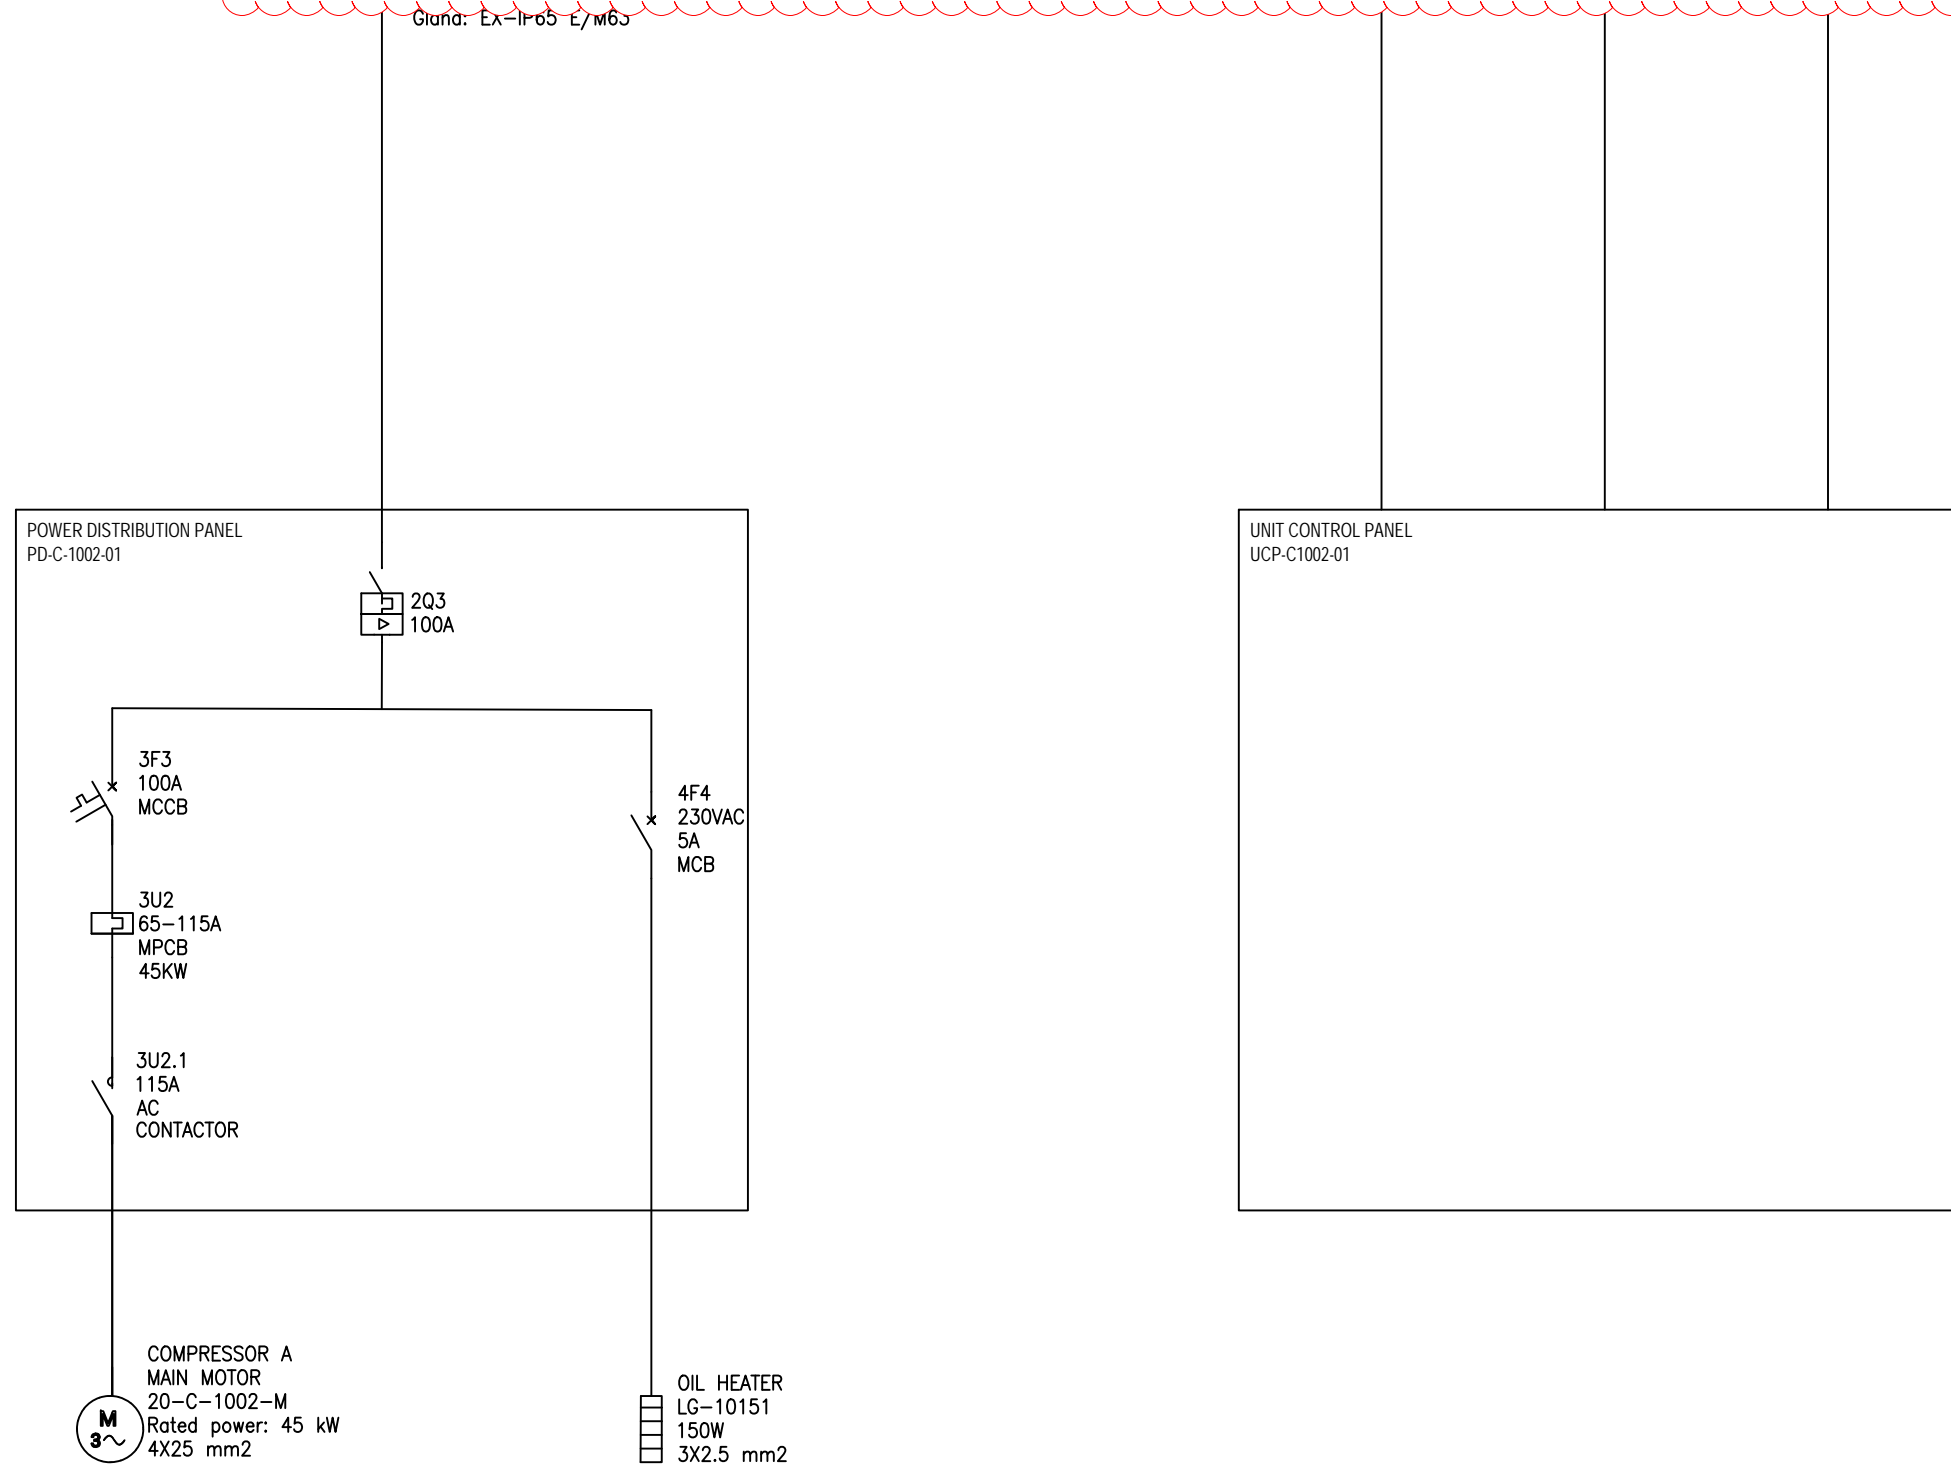 Gland: EX-IP65 E/M63
POWER DISTRIBUTION PANEL
PD-C-1002-01
2Q3
100A
3F3
100A
MCCB
4F4
230VAC
5A
MCB
3U2
65-115A
MPCB
45KW
3U2.1
115A
AC
CONTACTOR
COMPRESSOR A
MAIN MOTOR
20-C-1002-M
Rated power: 45 kW
4X25 mm2
M
3~
OIL HEATER
LG-10151
150W
3X2.5 mm2
UNIT CONTROL PANEL
UCP-C1002-01